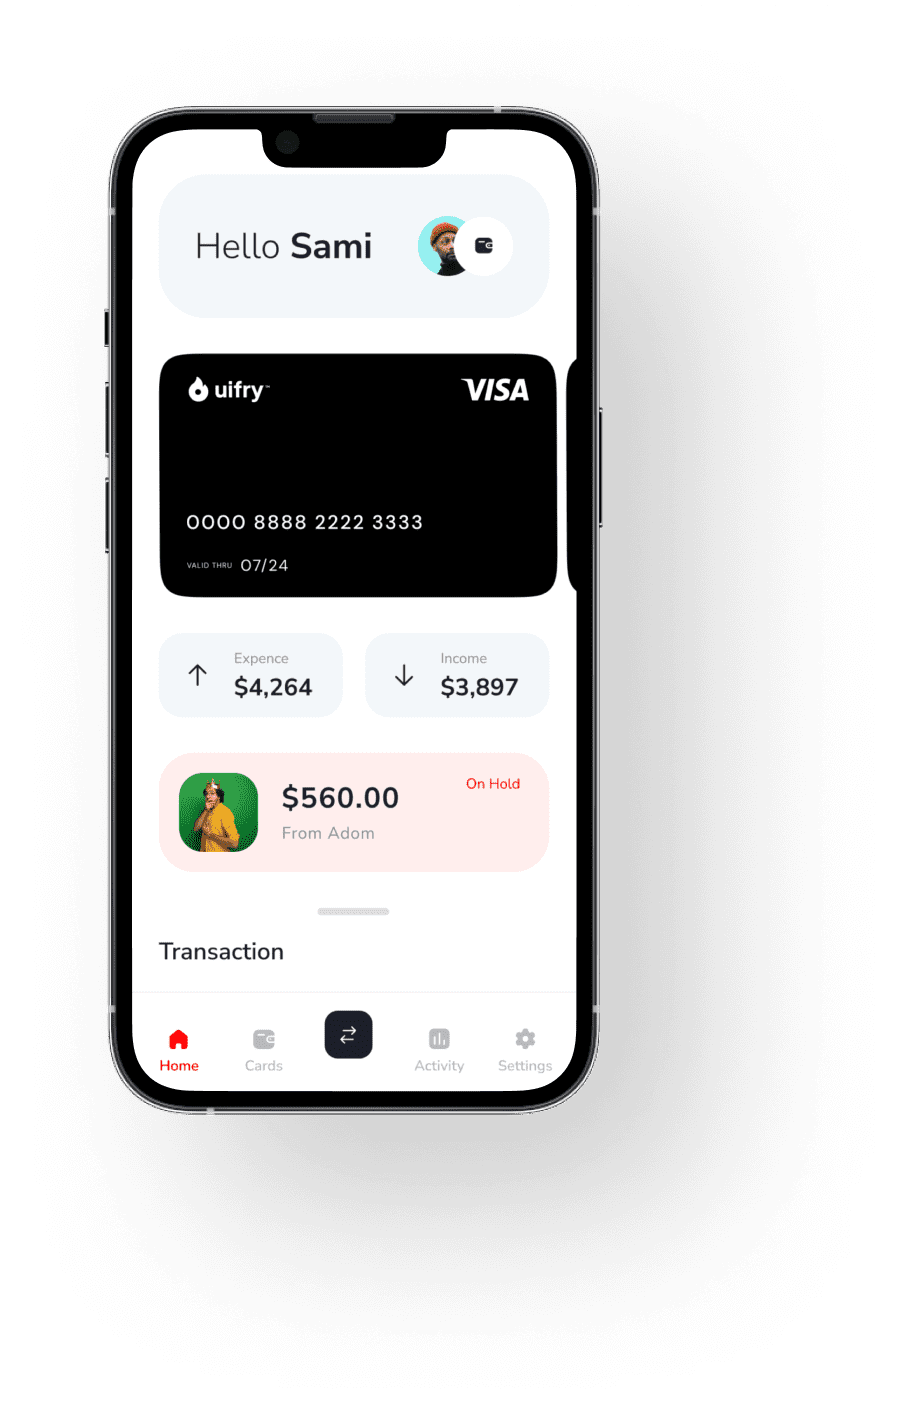 Hello Sami
uifry™
VISA
0000 8888 2222 3333
VALID THRU 07/24
Expence
$4,264
Income
$3,897
$560.00
On Hold
From Adom
Transaction
Home
Cards
Activity
Settings